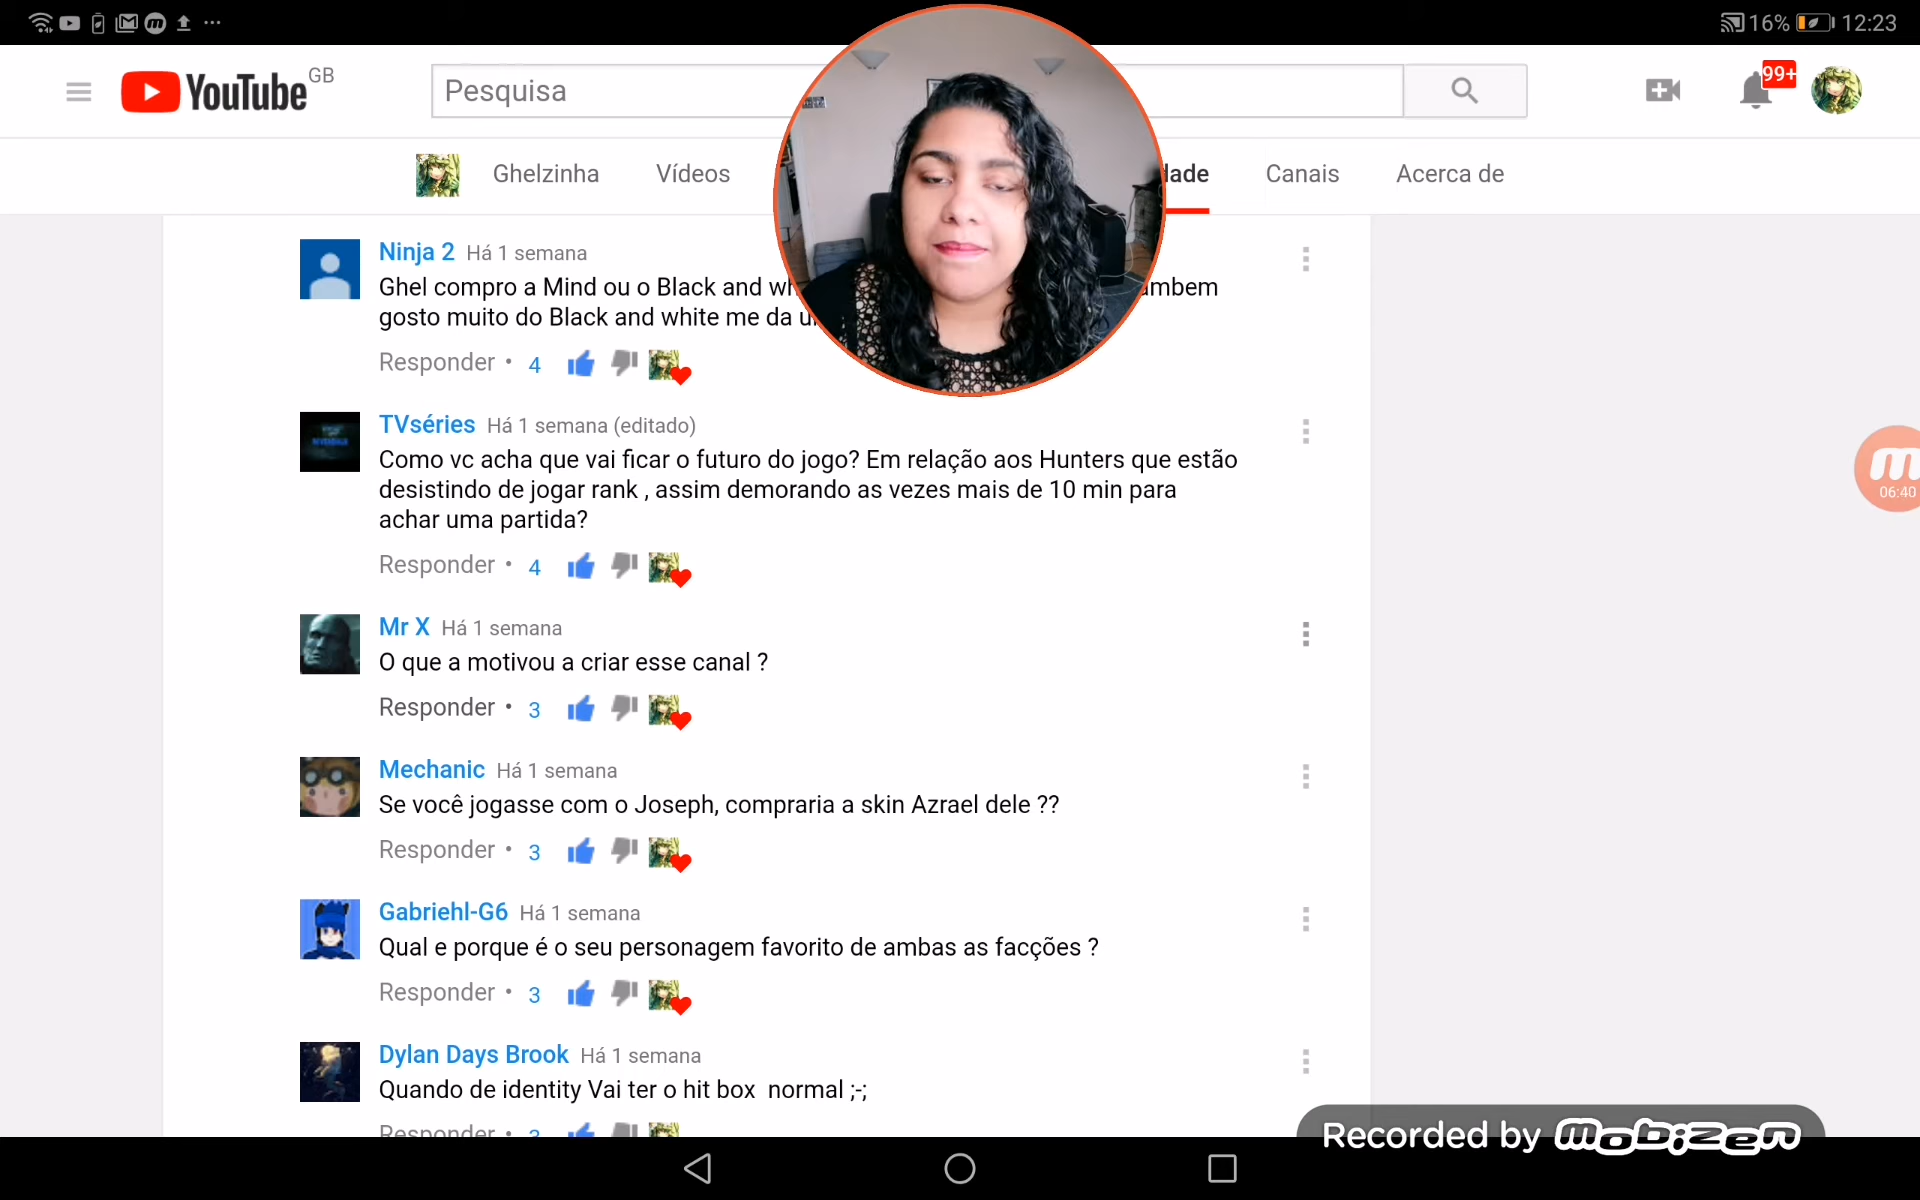 16% 12:23
YouTube GB
Pesquisa
99+
Ghelzinha Vídeos dade Canais Acerca de
Ninja 2 Há 1 semana
Ghel compro a Mind ou o Black and wh ambem
gosto muito do Black and white me da u
Responder • 4
TVséries Há 1 semana (editado)
Como vc acha que vai ficar o futuro do jogo? Em relação aos Hunters que estão
desistindo de jogar rank , assim demorando as vezes mais de 10 min para
achar uma partida?
Responder • 4
06:40
Mr X Há 1 semana
O que a motivou a criar esse canal ?
Responder • 3
Mechanic Há 1 semana
Se você jogasse com o Joseph, compraria a skin Azrael dele ??
Responder • 3
Gabriehl-G6 Há 1 semana
Qual e porque é o seu personagem favorito de ambas as facções ?
Responder • 3
Dylan Days Brook Há 1 semana
Quando de identity Vai ter o hit box  normal ;-;
Responder • 3
Recorded by mobizen